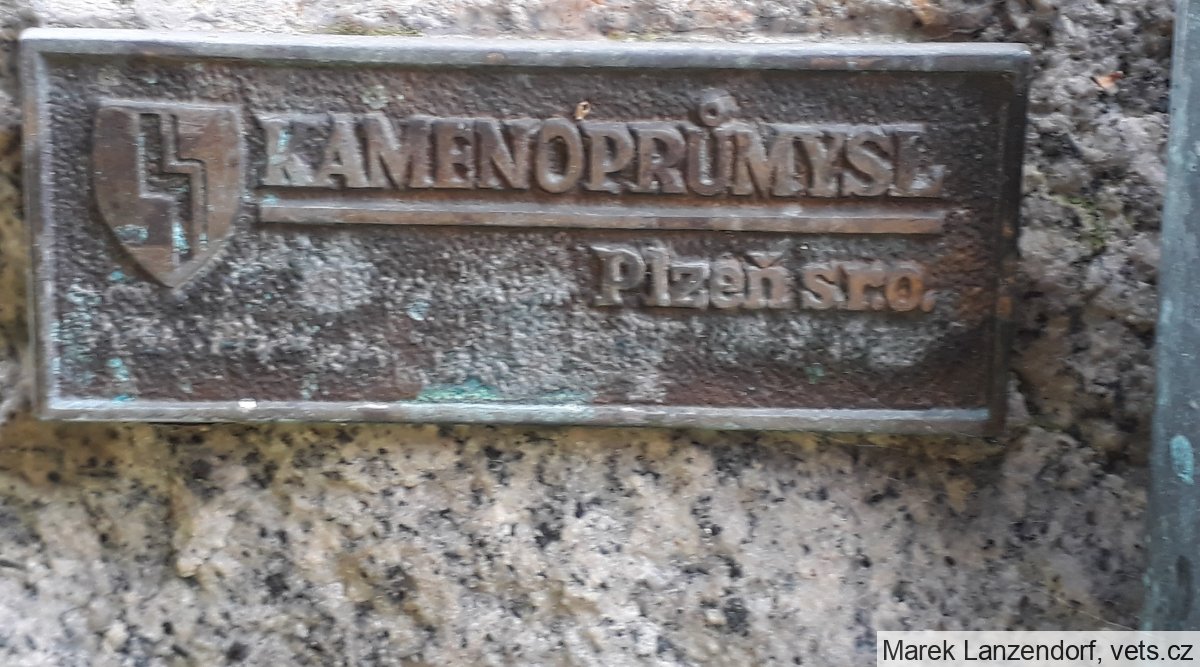 KAMENOPRŮMYSL
Plzeň s.r.o.
Marek Lanzendorf, vets.cz